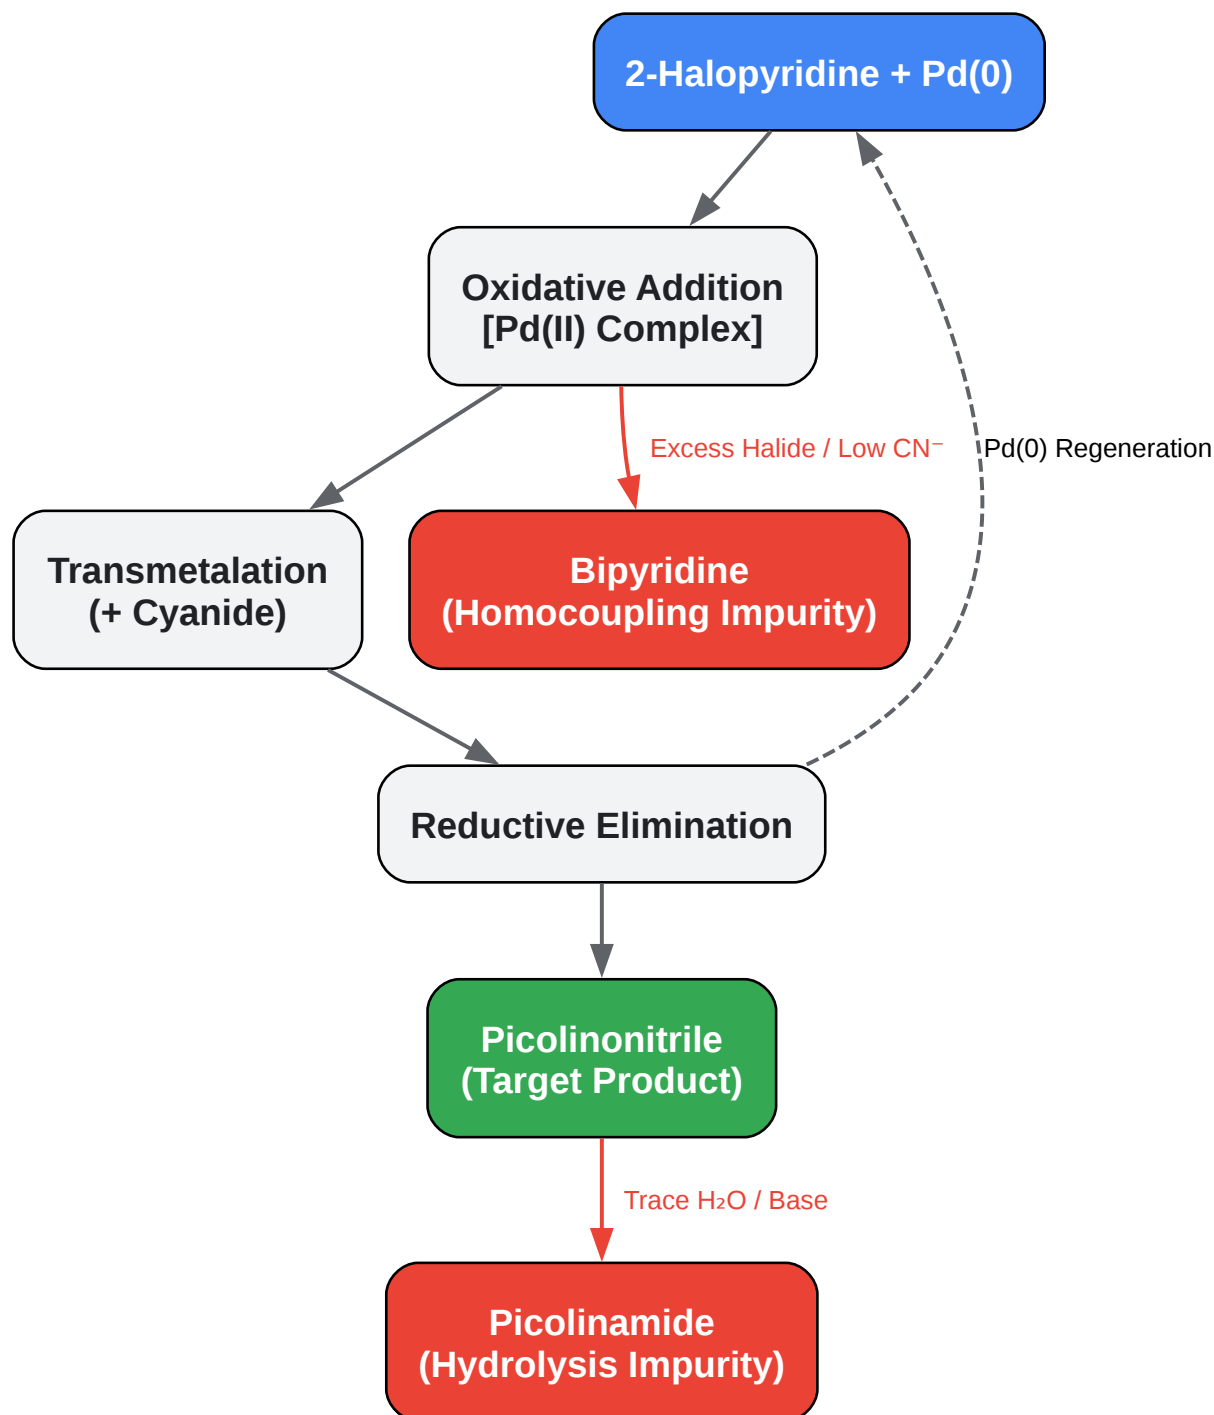 2-Halopyridine + Pd(0)
Oxidative Addition
[Pd(II) Complex]
Excess Halide / Low CN⁻
Pd(0) Regeneration
Transmetalation
(+ Cyanide)
Bipyridine
(Homocoupling Impurity)
Reductive Elimination
Picolinonitrile
(Target Product)
Trace H₂O / Base
Picolinamide
(Hydrolysis Impurity)